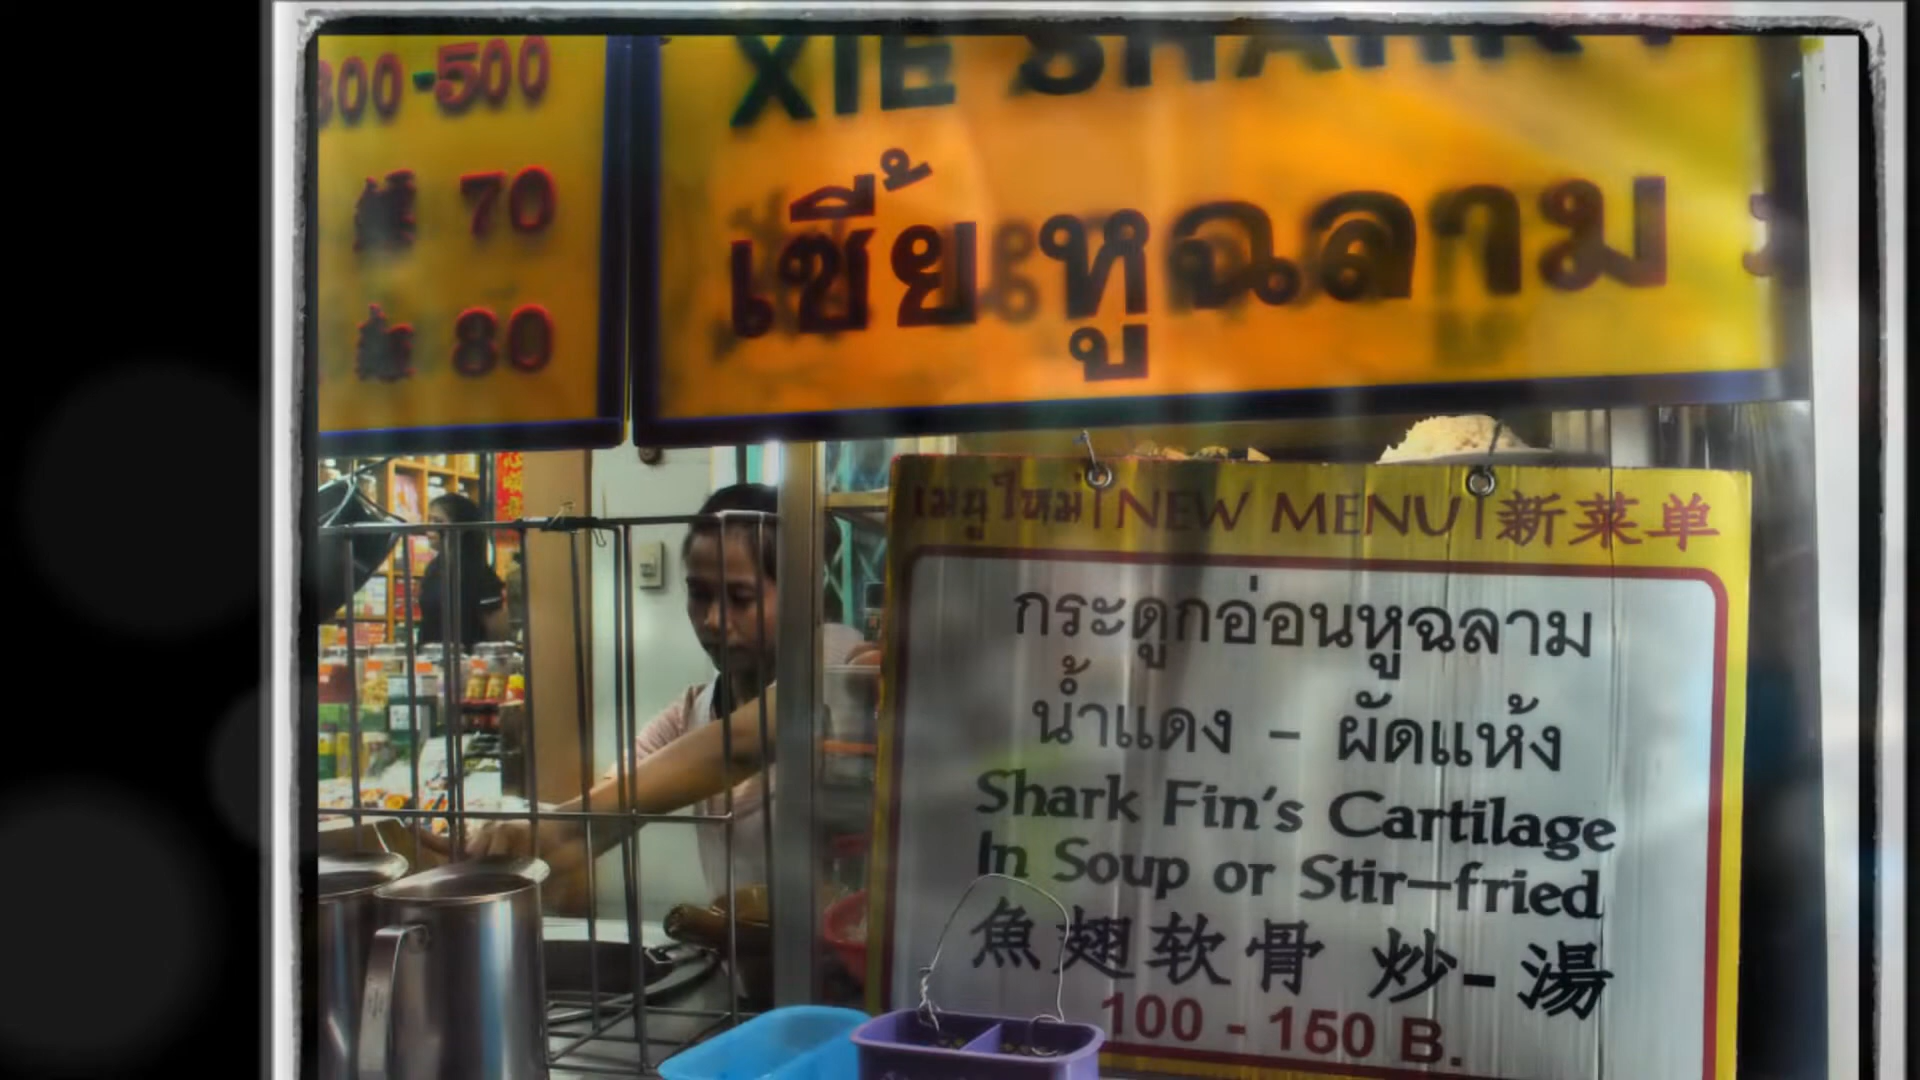 300-500
70
80
XIE SHARK
เซี้ยหูฉลาม
เมนูใหม่|NEW MENU|新菜单
กระดูกอ่อนหูฉลาม
น้ำแดง - ผัดแห้ง
Shark Fin's Cartilage
In Soup or Stir-fried
魚翅软骨 炒-湯
100 - 150 B.